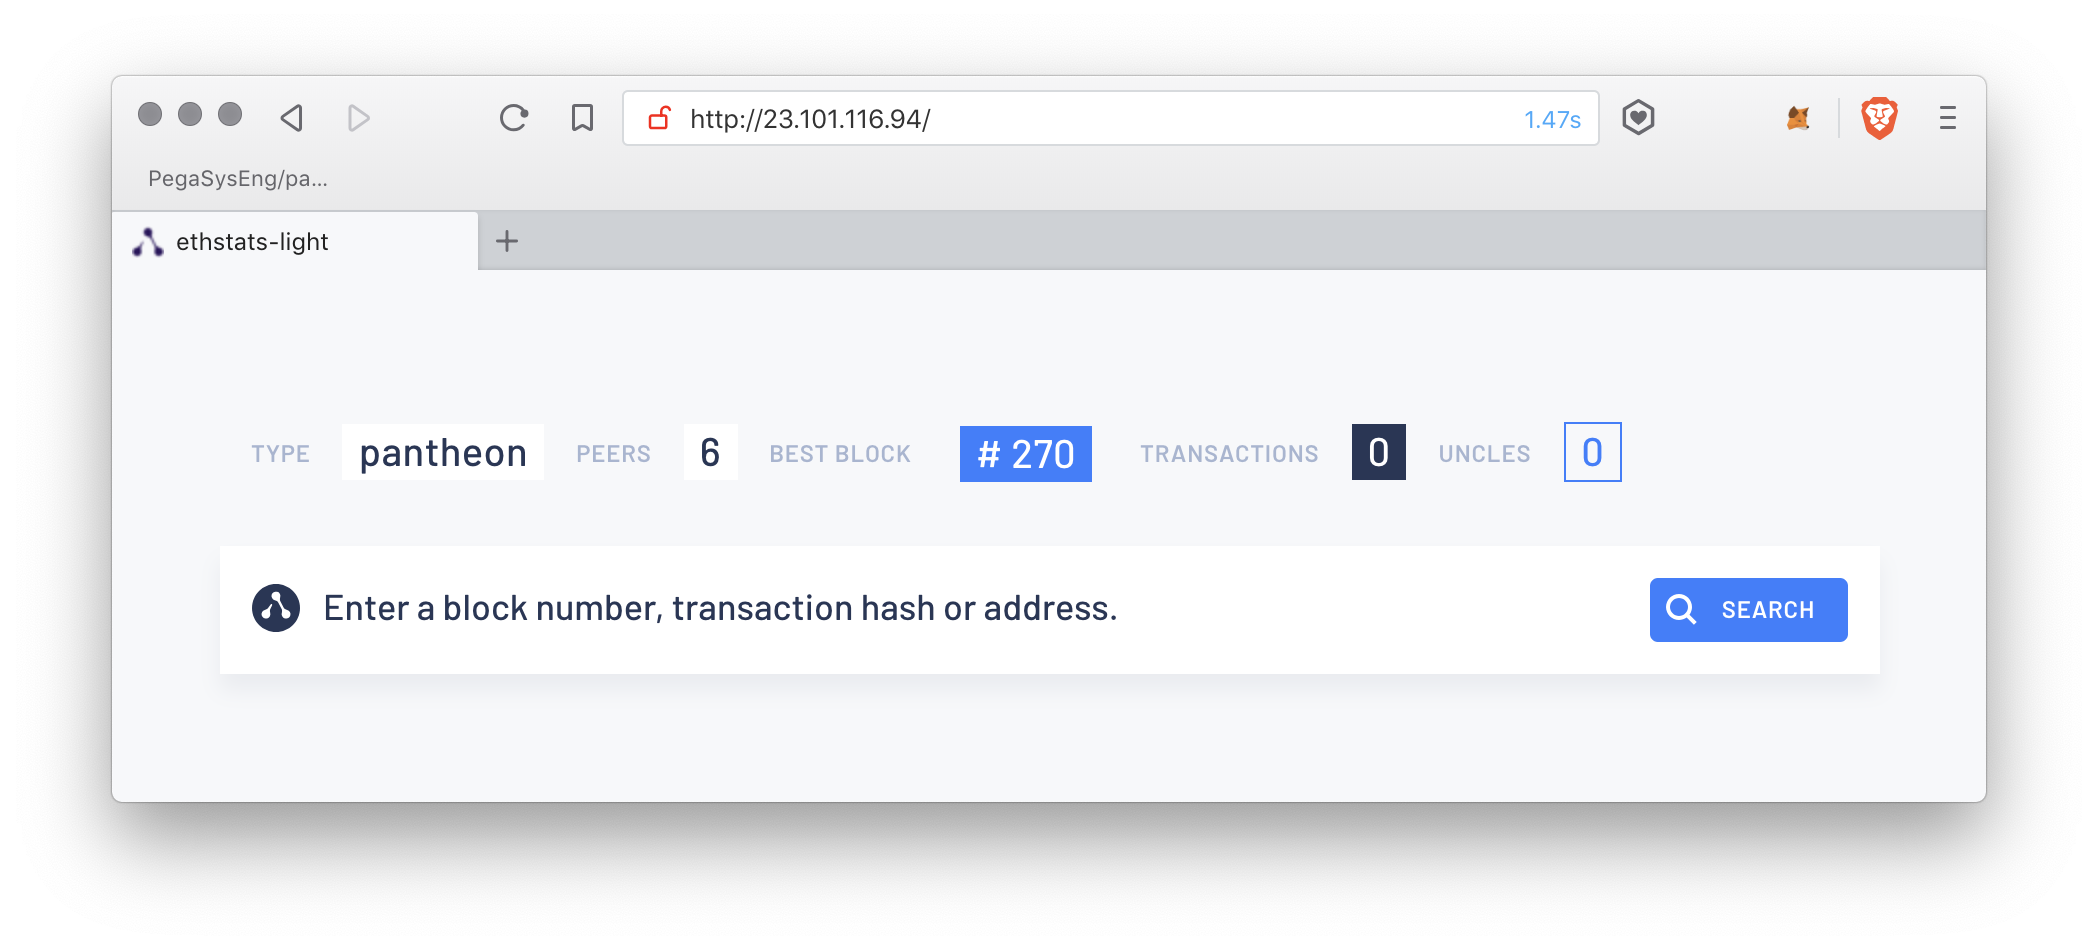 http://23.101.116.94/ 1.47s
PegaSysEng/pa...
ethstats-light
TYPE pantheon PEERS 6 BEST BLOCK # 270 TRANSACTIONS 0 UNCLES 0
Enter a block number, transaction hash or address. SEARCH